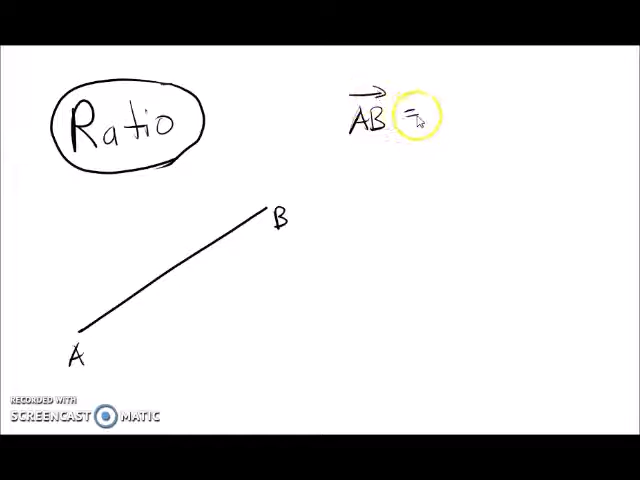 Ratio
AB⃗ =
B
A
RECORDED WITH
SCREENCAST MATIC